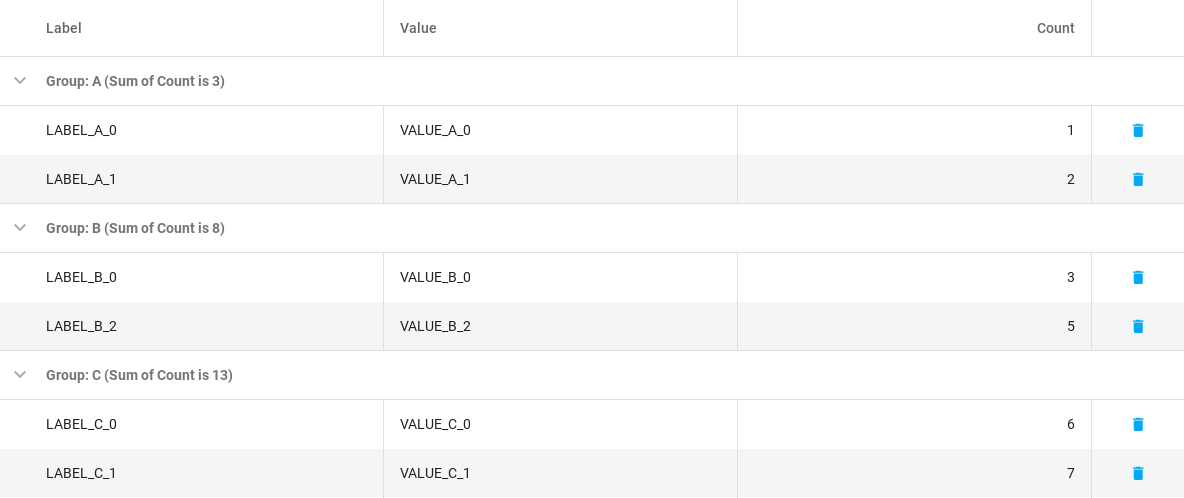 Label Value Count
Group: A (Sum of Count is 3)
LABEL_A_0 VALUE_A_0 1
LABEL_A_1 VALUE_A_1 2
Group: B (Sum of Count is 8)
LABEL_B_0 VALUE_B_0 3
LABEL_B_2 VALUE_B_2 5
Group: C (Sum of Count is 13)
LABEL_C_0 VALUE_C_0 6
LABEL_C_1 VALUE_C_1 7